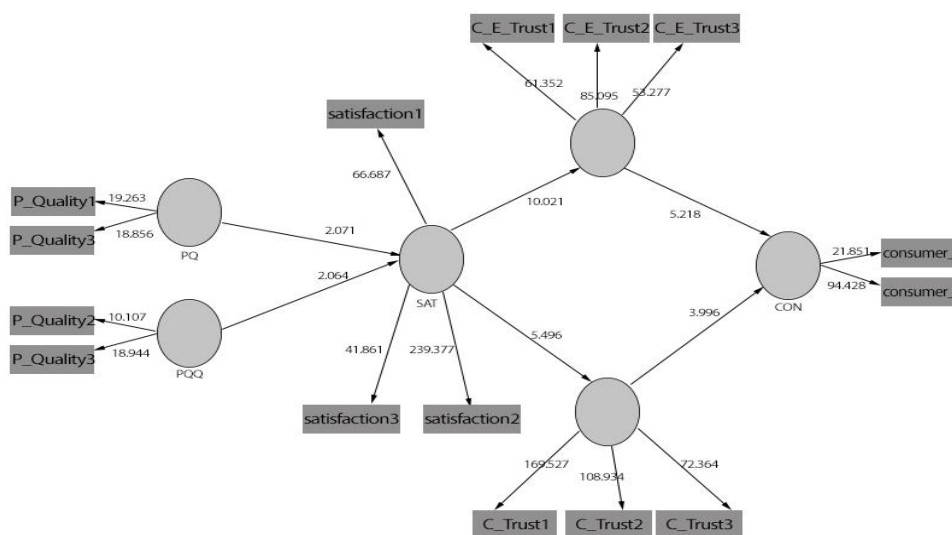 C_E_Trust1
C_E_Trust2
C_E_Trust3
61.352
85.095
53.277
satisfaction1
66.687
10.021
5.218
P_Quality1
19.263
P_Quality3
18.856
PQ
2.071
2.064
SAT
21.851
consumer_
94.428
consumer_
CON
P_Quality2
10.107
P_Quality3
18.944
PQQ
41.861
239.377
5.496
3.996
satisfaction3
satisfaction2
169.527
108.934
72.364
C_Trust1
C_Trust2
C_Trust3